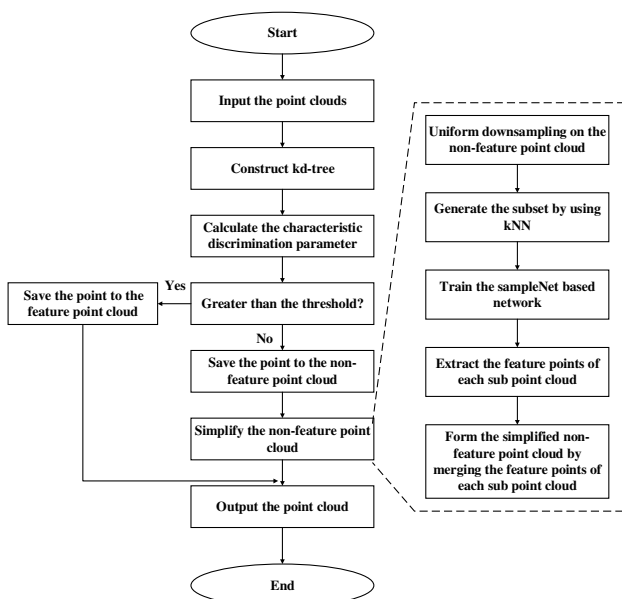 Start
Input the point clouds
Construct kd-tree
Calculate the characteristic
discrimination parameter
Greater than the threshold?
Yes
Save the point to the
feature point cloud
No
Save the point to the non-
feature point cloud
Simplify the non-feature point
cloud
Output the point cloud
End
Uniform downsampling on the
non-feature point cloud
Generate the subset by using
kNN
Train the sampleNet based
network
Extract the feature points of
each sub point cloud
Form the simplified non-
feature point cloud by
merging the feature points of
each sub point cloud